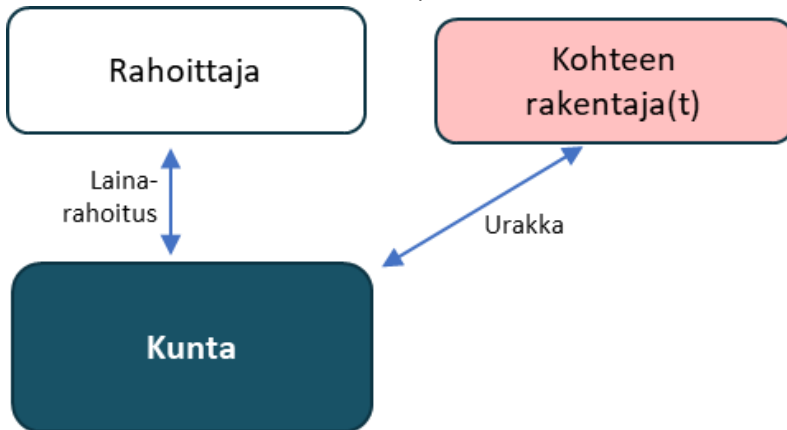 Rahoittaja
Kohteen
rakentaja(t)
Laina-
rahoitus
Urakka
Kunta